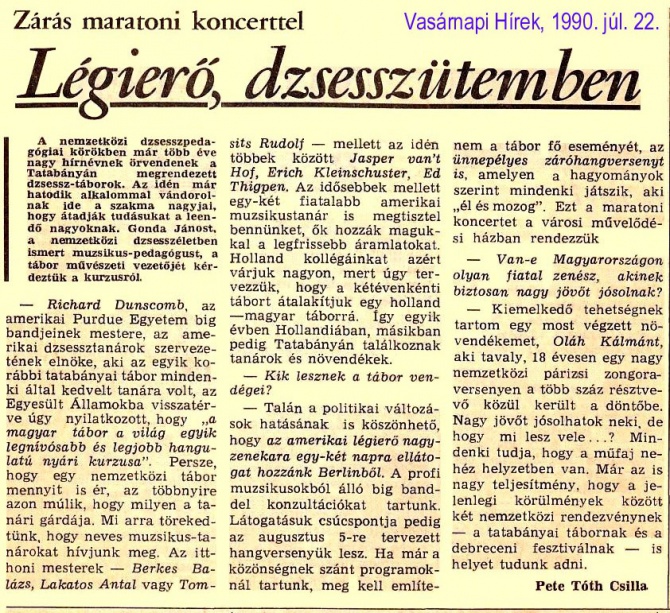 Zárás maratoni koncerttel
Vasárnapi Hírek, 1990. júl. 22.
Légierő, dzsesszütemben
A nemzetközi dzsesszpeda-
gógiai körökben már több éve
nagy hírnévnek örvendenek a
Tatabányán megrendezett
dzsessz-táborok. Az idén már
hatodik alkalommal vándorol-
nak ide a szakma nagyjai,
hogy átadják tudásukat a leen-
dő nagyoknak. Gonda Jánost,
a nemzetközi dzsesszéletben
ismert muzsikus-pedagógust, a
tábor művészeti vezetőjét kér-
deztük a kurzusról.
— Richard Dunscomb, az
amerikai Purdue Egyetem big
bandjeinek mestere, az ame-
rikai dzsessztanárok szerveze-
tének elnöke, aki az egyik ko-
rábbi tatabányai tábor minden-
ki által kedvelt tanára volt, az
Egyesült Államokba visszatér-
ve úgy nyilatkozott, hogy „a
magyar tábor a világ egyik
legnívósabb és legjobb hangu-
latú nyári kurzusa". Persze,
hogy egy nemzetközi tábor
mennyit is ér, az többnyire
azon múlik, hogy milyen a ta-
nári gárdája. Mi arra töreked-
tünk, hogy neves muzsikus-ta-
nárokat hívjunk meg. Az itt-
honi mesterek — Berkes Ba-
lázs, Lakatos Antal vagy Tom-
sits Rudolf — mellett az idén
többek között Jasper van't
Hof, Erich Kleinschuster, Ed
Thigpen. Az idősebbek mellett
egy-két fiatalabb amerikai
muzsikustanár is megtisztel
bennünket, ők hozzák maguk-
kal a legfrissebb áramlatokat.
Holland kollégáinkat azért
várjuk nagyon, mert úgy ter-
vezzük, hogy a kétévenkénti
tábort átalakítjuk egy holland
—magyar táborrá. Így egyik
évben Hollandiában, másikban
pedig Tatabányán találkoznak
tanárok és növendékek.
— Kik lesznek a tábor ven-
dégei?
— Talán a politikai változá-
sok hatásának is köszönhető,
hogy az amerikai légierő nagy-
zenekara egy-két napra elláto-
gat hozzánk Berlinből. A profi
muzsikusokból álló big band-
del konzultációkat tartunk.
Látogatásuk csúcspontja pedig
az augusztus 5-re tervezett
hangversenyük lesz. Ha már a
közönségnek szánt programok-
nál tartunk, meg kell említe-
nem a tábor fő eseményét, az
ünnepélyes záróhangversenyt
is, amelyen a hagyományok
szerint mindenki játszik, aki
„él és mozog". Ezt a maratoni
koncertet a városi művelődé-
si házban rendezzük
— Van-e Magyarországon
olyan fiatal zenész, akinek
biztosan nagy jövőt jósolnak?
— Kiemelkedő tehetségnek
tartom egy most végzett nö-
vendékemet, Oláh Kálmánt,
aki tavaly, 18 évesen egy nagy
nemzetközi párizsi zongora-
versenyen a több száz résztve-
vő közül került a döntőbe.
Nagy jövőt jósolhatok neki, de
hogy mi lesz vele...? Min-
denki tudja, hogy a műfaj ne-
héz helyzetben van. Már az is
nagy teljesítmény, hogy a je-
lenlegi körülmények között
két nemzetközi rendezvénynek
— a tatabányai tábornak és a
debreceni fesztiválnak — is
helyet tudunk adni.
Pete Tóth Csilla